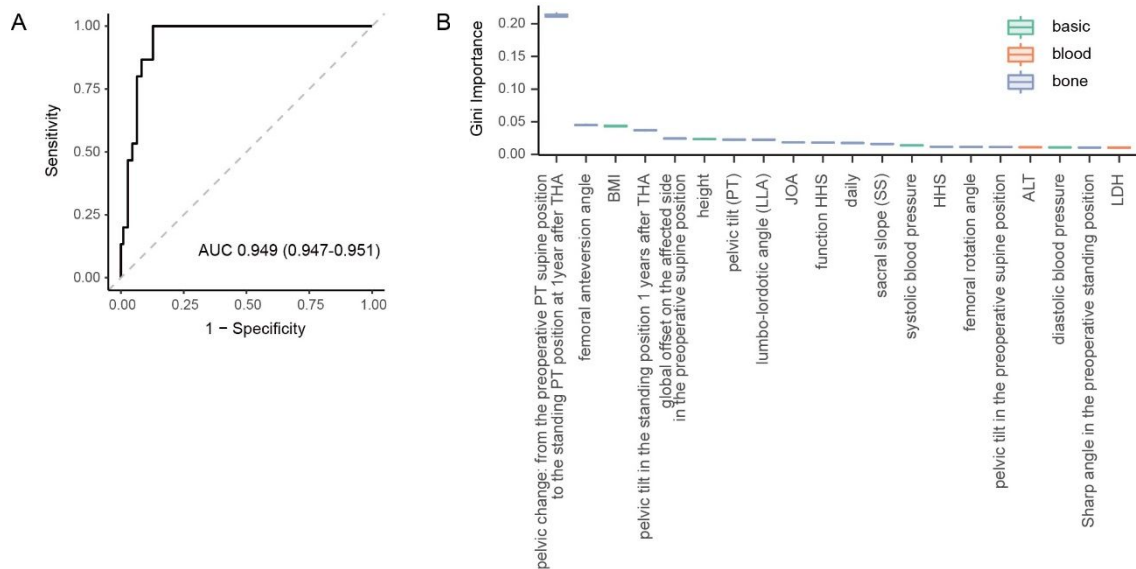 A
1.00
0.75
0.50
0.25
0.00
Sensitivity
AUC 0.949 (0.947-0.951)
0.00
0.25
0.50
0.75
1.00
1 − Specificity
B
0.20
0.15
0.10
0.05
0.00
Gini Importance
basic
blood
bone
pelvic change: from the preoperative PT supine position
to the standing PT position at 1year after THA
femoral anteversion angle
BMI
pelvic tilt in the standing position 1 years after THA
global offset on the affected side
in the preoperative supine position
height
pelvic tilt (PT)
lumbo-lordotic angle (LLA)
JOA
function HHS
daily
sacral slope (SS)
systolic blood pressure
HHS
femoral rotation angle
pelvic tilt in the preoperative supine position
ALT
diastolic blood pressure
Sharp angle in the preoperative standing position
LDH